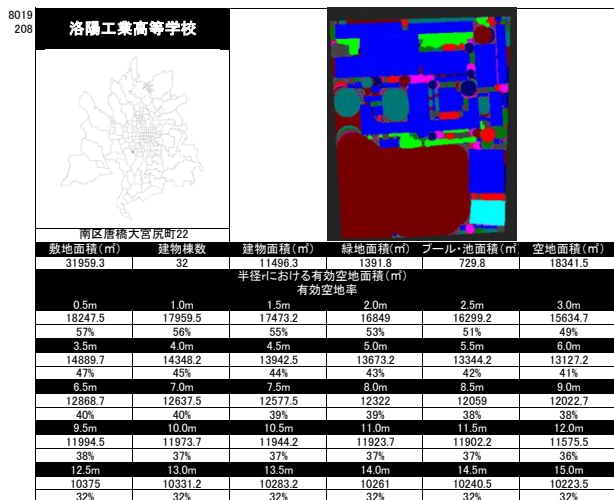 8019
208
洛陽工業高等学校
南区唐橋大宮尻町22
敷地面積(㎡) 建物棟数 建物面積(㎡) 緑地面積(㎡) プール・池面積(㎡) 空地面積(㎡)
31959.3 32 11496.3 1391.8 729.8 18341.5
半径rにおける有効空地面積(㎡)
有効空地率
0.5m 1.0m 1.5m 2.0m 2.5m 3.0m
18247.5 17959.5 17473.2 16849 16299.2 15634.7
57% 56% 55% 53% 51% 49%
3.5m 4.0m 4.5m 5.0m 5.5m 6.0m
14889.7 14348.2 13942.5 13673.2 13344.2 13127.2
47% 45% 44% 43% 42% 41%
6.5m 7.0m 7.5m 8.0m 8.5m 9.0m
12868.7 12637.5 12577.5 12322 12059 12022.7
40% 40% 39% 39% 38% 38%
9.5m 10.0m 10.5m 11.0m 11.5m 12.0m
11994.5 11973.7 11944.2 11923.7 11902.2 11575.5
38% 37% 37% 37% 37% 36%
12.5m 13.0m 13.5m 14.0m 14.5m 15.0m
10375 10331.2 10283.2 10261 10240.5 10223.5
32% 32% 32% 32% 32% 32%